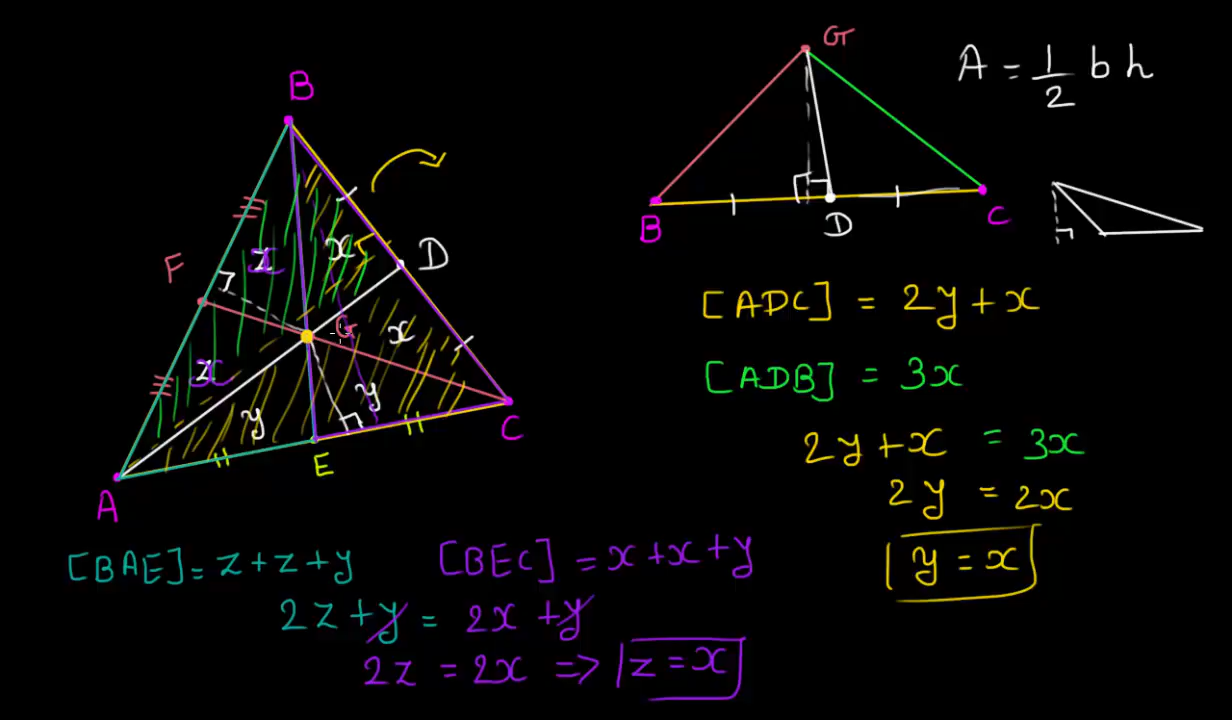 B
F
z
z
x
D
G
x
y
y
A
E
C
G
B
D
C
A = 1/2 b h
[ADC] = 2y + x
[ADB] = 3x
2y + x = 3x
2y = 2x
y = x
[BAE] = z + z + y
[BEC] = x + x + y
2z + y = 2x + y
2z = 2x => z = x